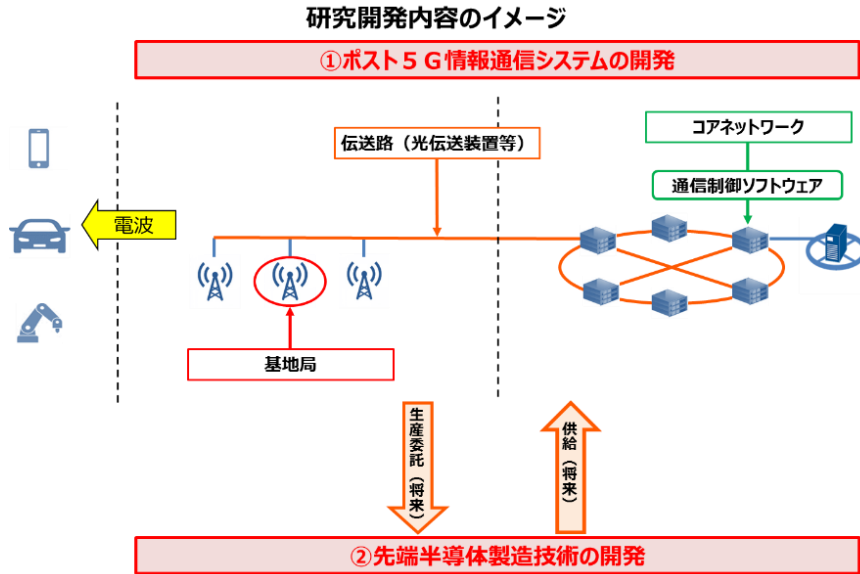 研究開発内容のイメージ
①ポスト５Ｇ情報通信システムの開発
伝送路（光伝送装置等）
コアネットワーク
通信制御ソフトウェア
電波
基地局
生産委託（将来）
供給（将来）
②先端半導体製造技術の開発